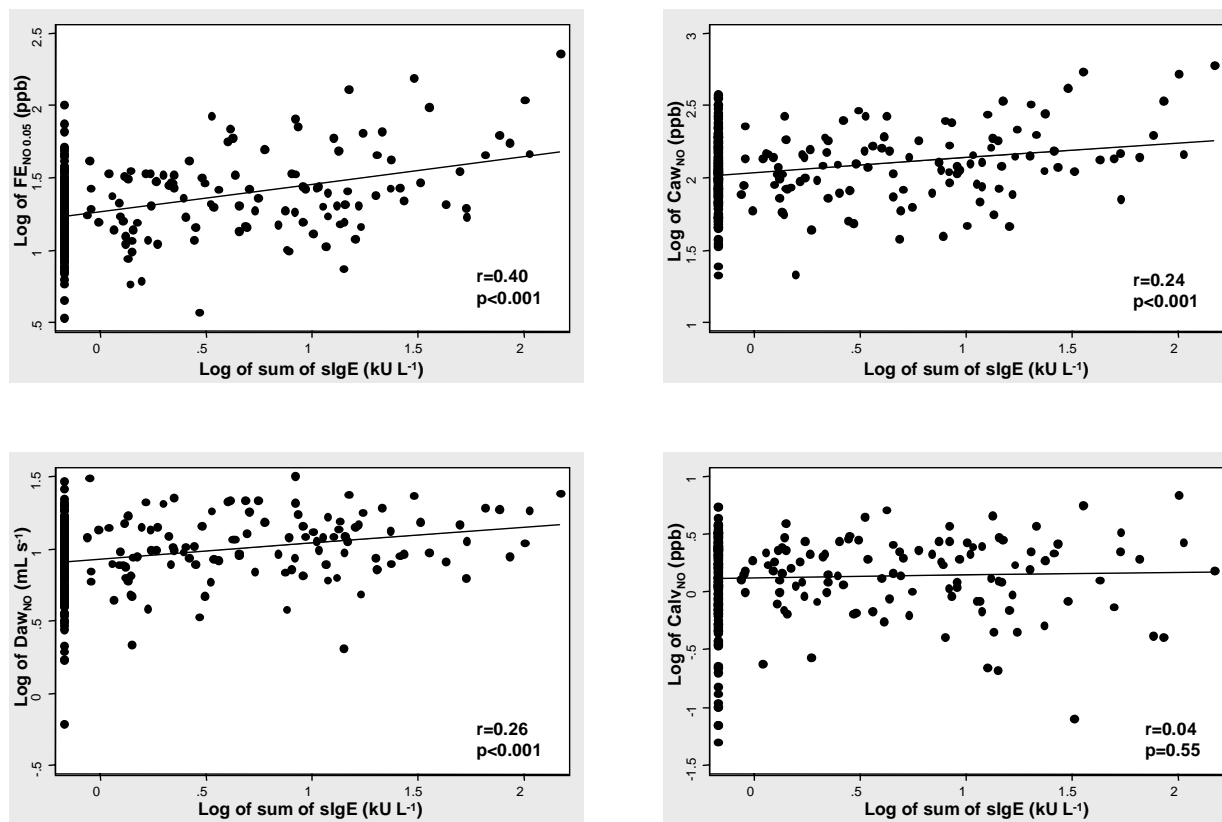 Log of FE_NO 0.05 (ppb)
2.5
2
1.5
1
.5
r=0.40
p<0.001
0 .5 1 1.5 2
Log of sum of sIgE (kU L⁻¹)
Log of Caw_NO (ppb)
3
2.5
2
1.5
1
r=0.24
p<0.001
0 .5 1 1.5 2
Log of sum of sIgE (kU L⁻¹)
Log of Daw_NO (mL s⁻¹)
1.5
1
.5
0
-.5
r=0.26
p<0.001
0 .5 1 1.5 2
Log of sum of sIgE (kU L⁻¹)
Log of Calv_NO (ppb)
1
.5
0
-.5
-1
-1.5
r=0.04
p=0.55
0 .5 1 1.5 2
Log of sum of sIgE (kU L⁻¹)